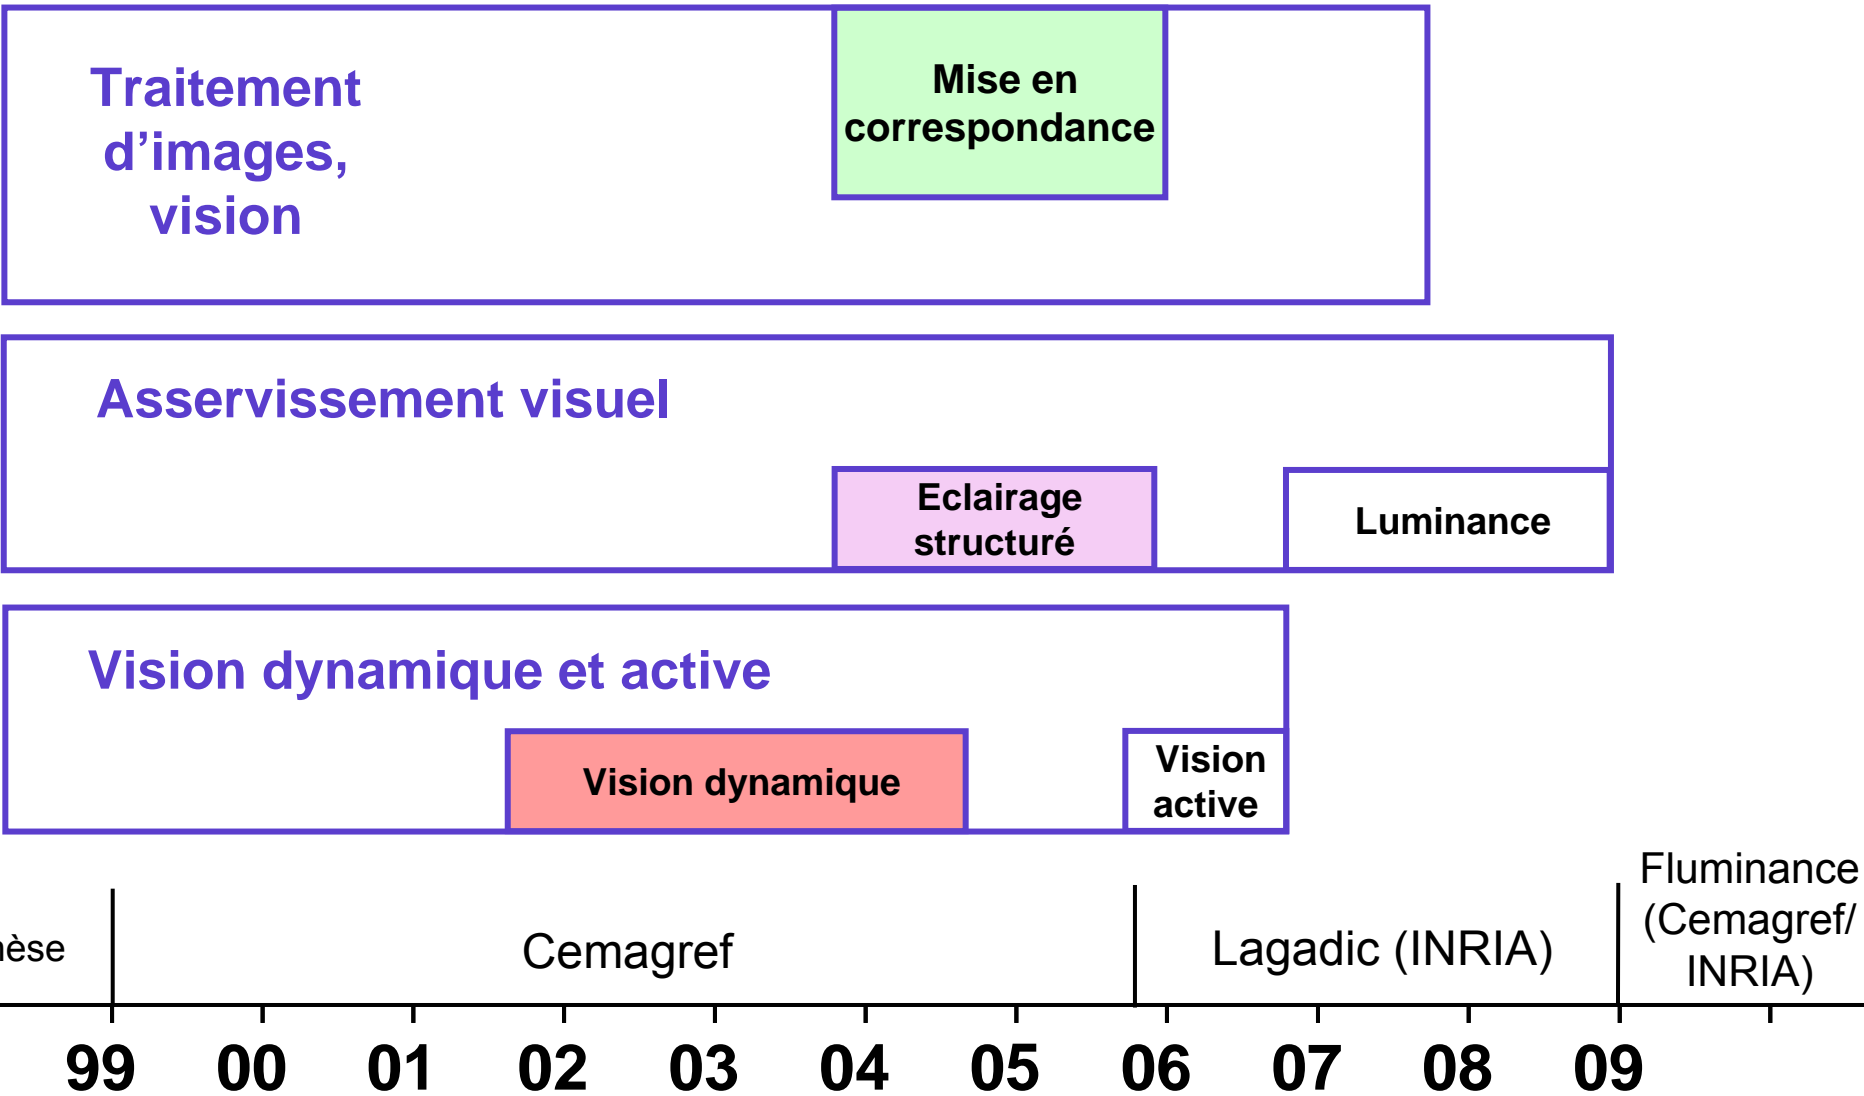 Traitement
d’images,
vision
Mise en
correspondance
Asservissement visuel
Eclairage
structuré
Luminance
Vision dynamique et active
Vision dynamique
Vision
active
èse
Cemagref
Lagadic (INRIA)
Fluminance
(Cemagref/
INRIA)
99 00 01 02 03 04 05 06 07 08 09